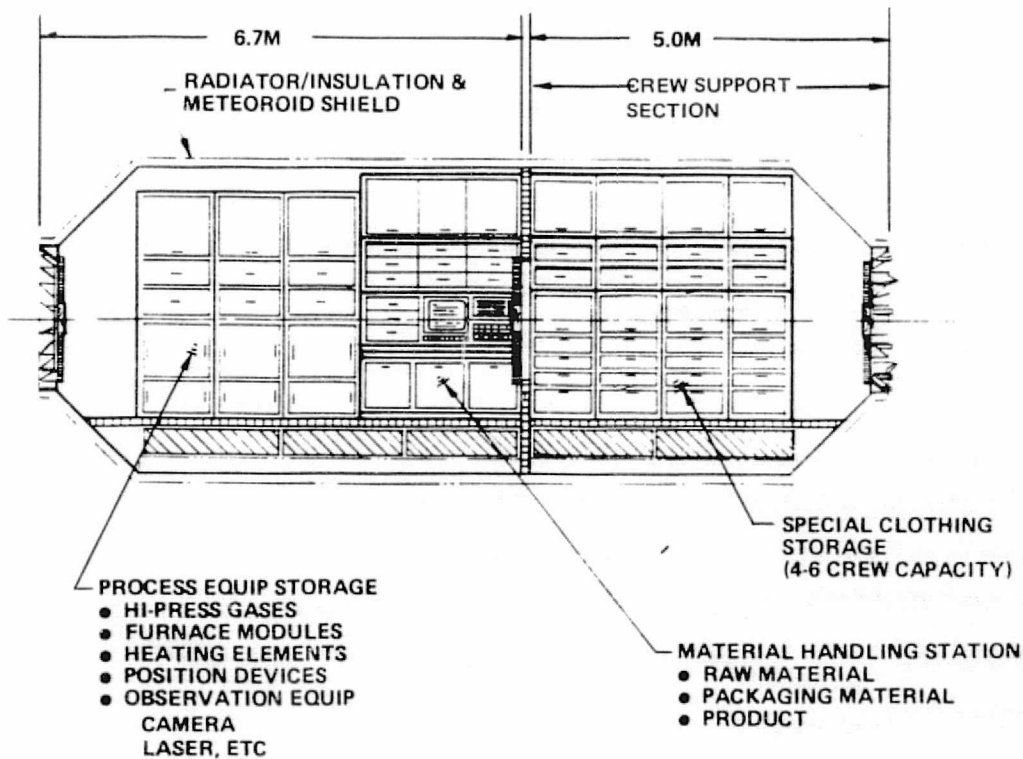 6.7M
5.0M
RADIATOR/INSULATION &
METEOROID SHIELD
CREW SUPPORT
SECTION
SPECIAL CLOTHING
STORAGE
(4-6 CREW CAPACITY)
PROCESS EQUIP STORAGE
● HI-PRESS GASES
● FURNACE MODULES
● HEATING ELEMENTS
● POSITION DEVICES
● OBSERVATION EQUIP
CAMERA
LASER, ETC
MATERIAL HANDLING STATION
● RAW MATERIAL
● PACKAGING MATERIAL
● PRODUCT